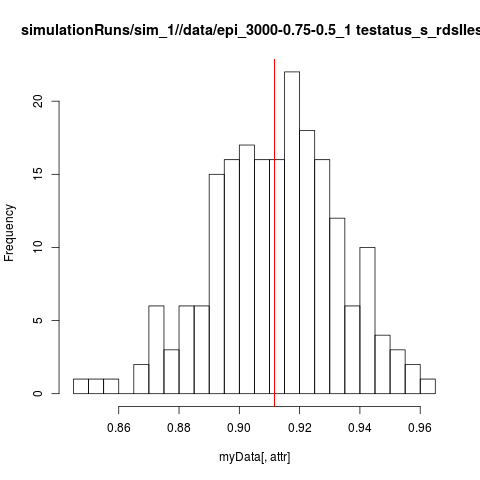 simulationRuns/sim_1//data/epi_3000-0.75-0.5_1 testatus_s_rdslles
20
15
10
5
0
Frequency
0.86 0.88 0.90 0.92 0.94 0.96
myData[, attr]